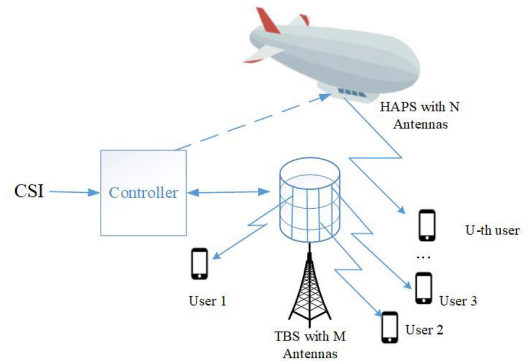 HAPS with N
Antennas
CSI
Controller
U-th user
...
User 1
User 3
User 2
TBS with M
Antennas